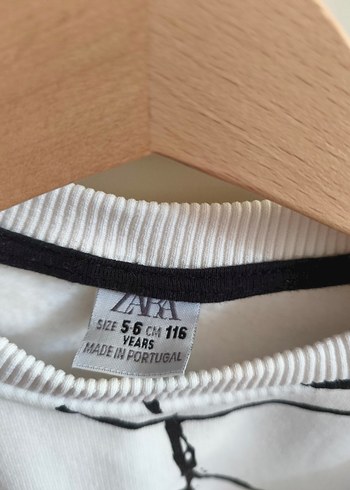 ZARA
SIZE 5-6 CM 116
YEARS
MADE IN PORTUGAL